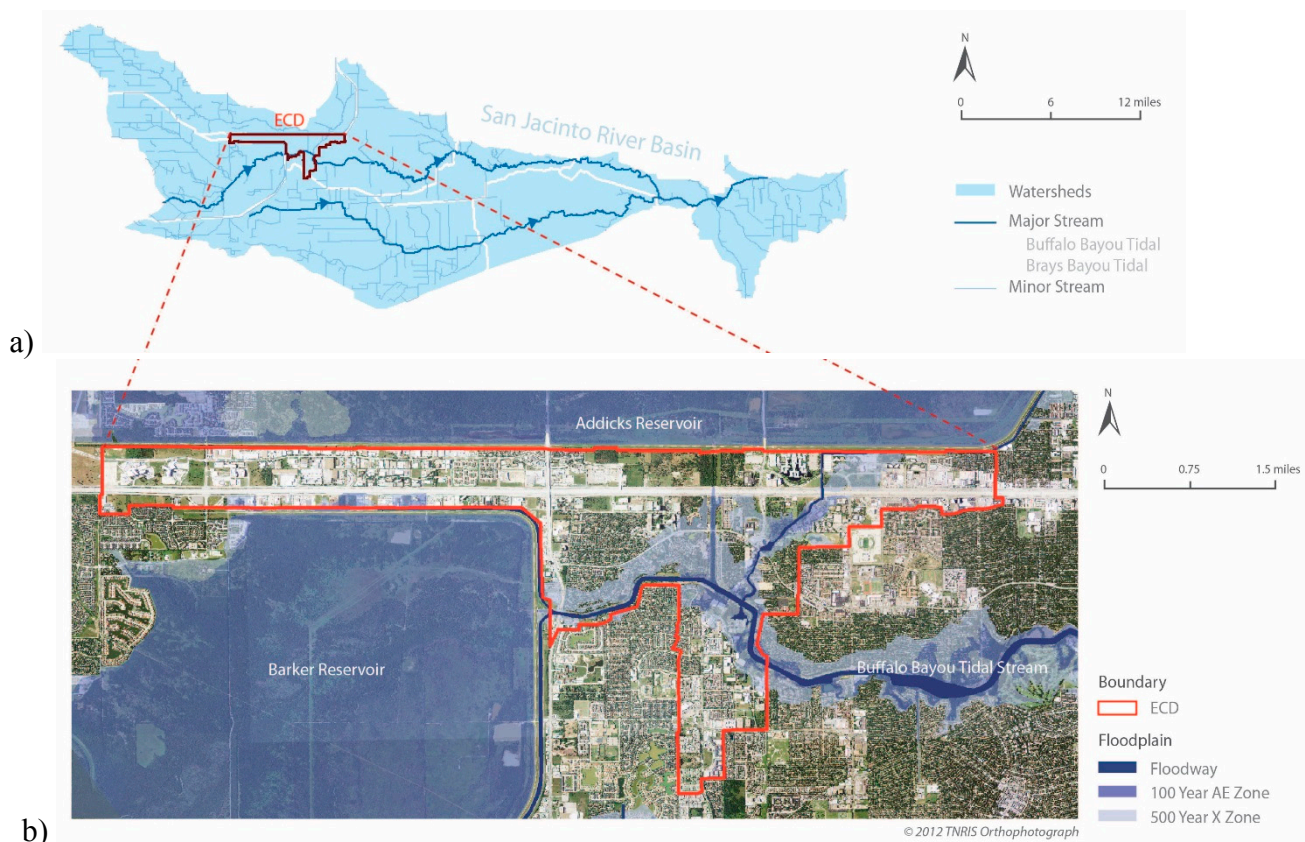 N
ECD
San Jacinto River Basin
0 6 12 miles
Watersheds
Major Stream
Buffalo Bayou Tidal
Brays Bayou Tidal
Minor Stream
a)
N
Addicks Reservoir
0 0.75 1.5 miles
Barker Reservoir
Buffalo Bayou Tidal Stream
Boundary
ECD
Floodplain
Floodway
100 Year AE Zone
500 Year X Zone
b)
© 2012 TNRIS Orthophotograph